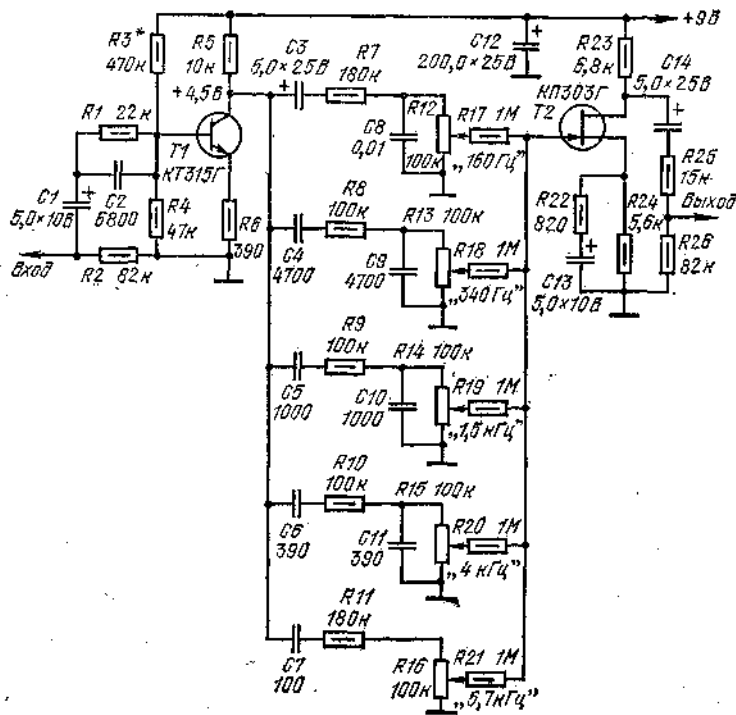 +9В
R3*
470к
R5
10к
C3
5,0×25В
R7
180к
C12
200,0×25В
R23
6,8к
C14
5,0×25В
+4,5В
КП303Г
T2
R1 22к
T1
КТ315Г
C8
0,01
R12
100к
R17 1М
„160Гц”
R25
15к
C1
5,0×10В
C2
6800
R4
47к
R6
390
R8
100к
R13 100к
R22
820
R24
5,6к
Выход
Вход
R2 82к
C4
4700
C9
4700
R18 1М
„340Гц”
C13
5,0×10В
R26
82к
R9
100к
R14 100к
C5
1000
C10
1000
R19 1М
„1,5кГц”
R10
100к
R15 100к
C6
390
C11
390
R20 1М
„4кГц”
R11
180к
C7
100
R16
100к
R21 1М
„5,7кГц”